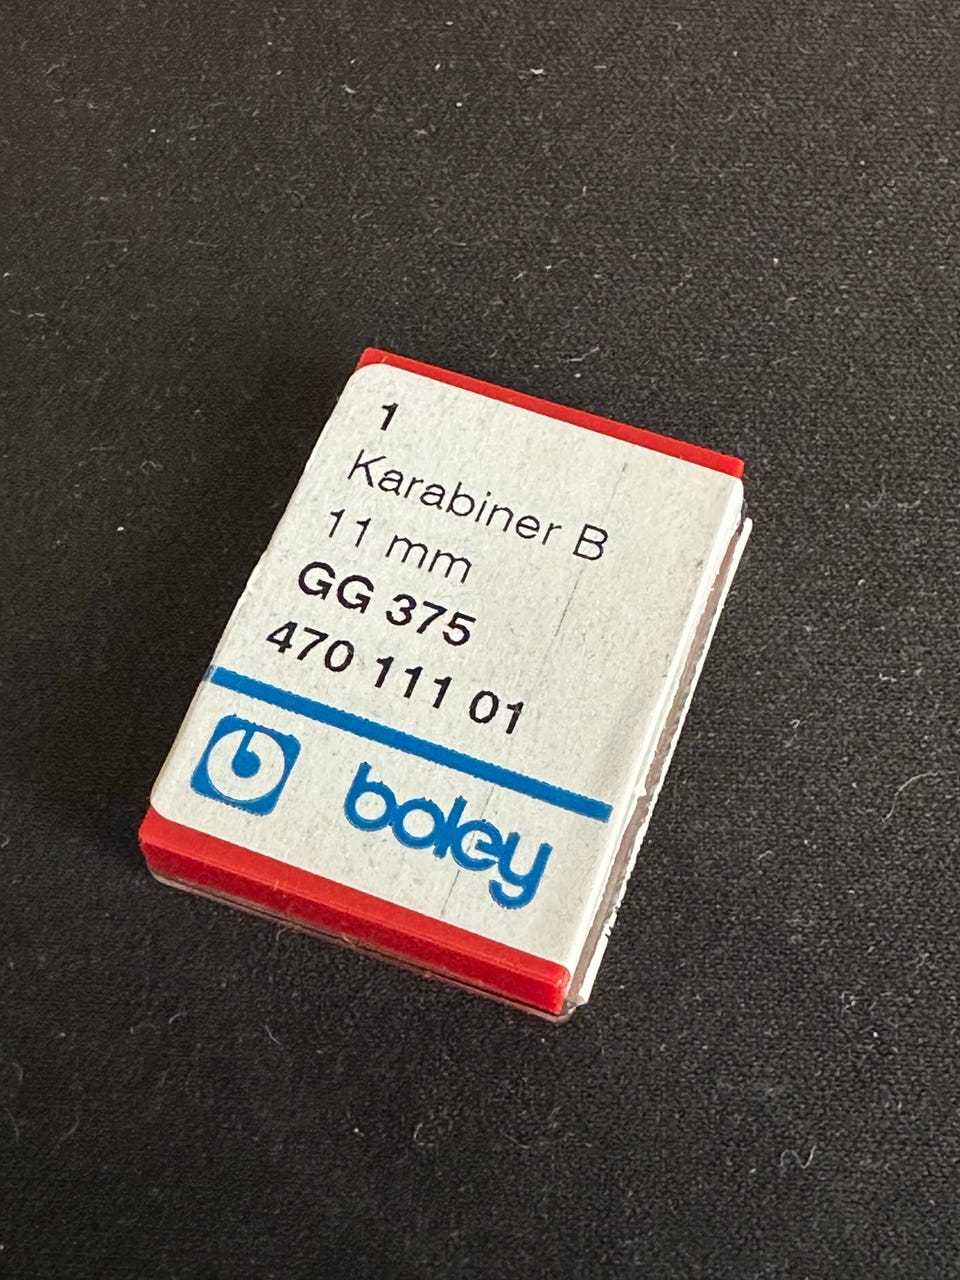 1
Karabiner B
11 mm
GG 375
470 111 01
b boley